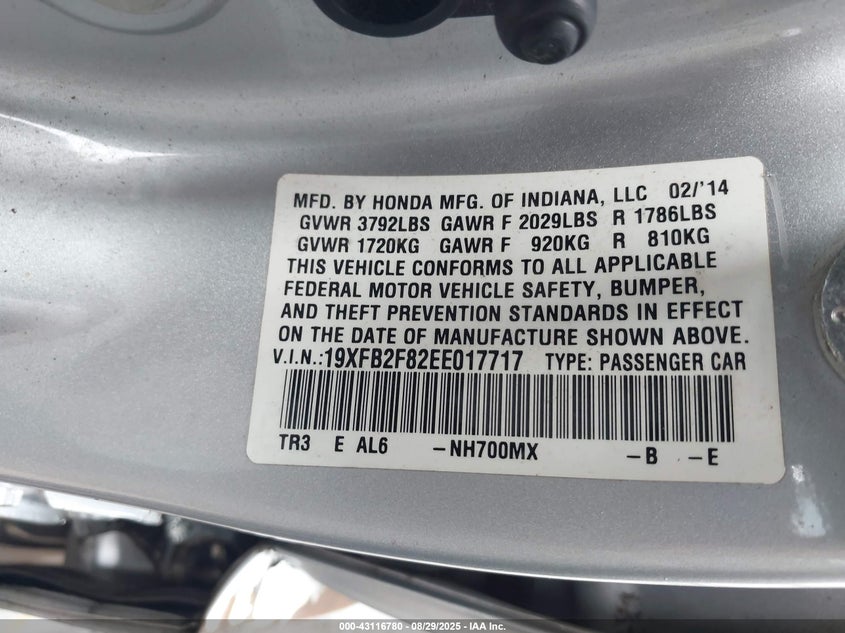 MFD. BY HONDA MFG. OF INDIANA, LLC 02/'14
GVWR 3792LBS GAWR F 2029LBS R 1786LBS
GVWR 1720KG GAWR F 920KG R 810KG
THIS VEHICLE CONFORMS TO ALL APPLICABLE
FEDERAL MOTOR VEHICLE SAFETY, BUMPER,
AND THEFT PREVENTION STANDARDS IN EFFECT
ON THE DATE OF MANUFACTURE SHOWN ABOVE.
V.I.N.:19XFB2F82EE017717 TYPE: PASSENGER CAR
TR3 E AL6 -NH700MX -B -E
000-43116780 - 08/29/2025 - IAA Inc.